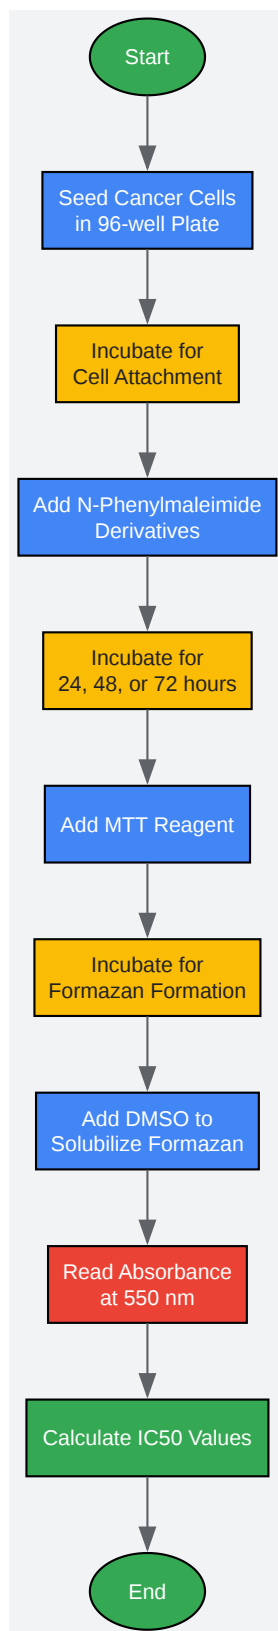 Start
Seed Cancer Cells
in 96-well Plate
Incubate for
Cell Attachment
Add N-Phenylmaleimide
Derivatives
Incubate for
24, 48, or 72 hours
Add MTT Reagent
Incubate for
Formazan Formation
Add DMSO to
Solubilize Formazan
Read Absorbance
at 550 nm
Calculate IC50 Values
End